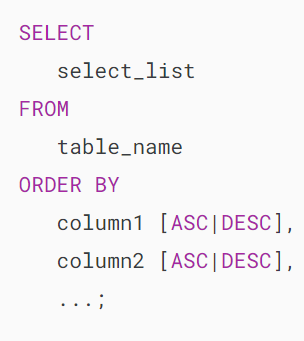 SELECT
select_list
FROM
table_name
ORDER BY
column1 [ASC|DESC],
column2 [ASC|DESC],
...;